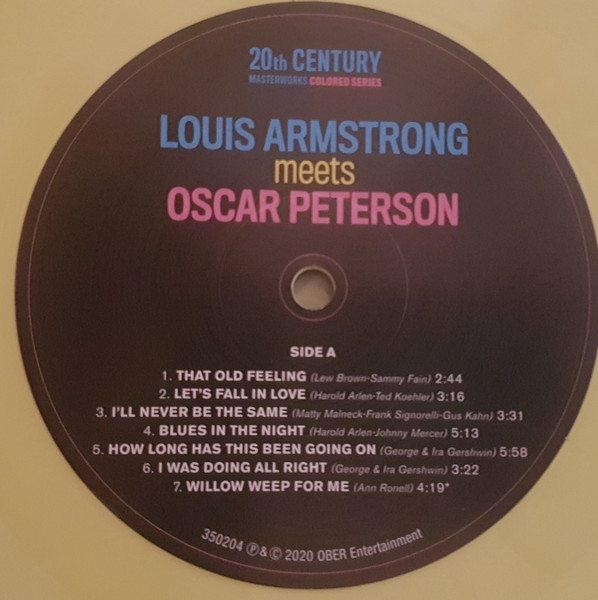 20th CENTURY
MASTERWORKS COLORED SERIES
LOUIS ARMSTRONG
meets
OSCAR PETERSON
SIDE A
1. THAT OLD FEELING (Lew Brown-Sammy Fain) 2:44
2. LET'S FALL IN LOVE (Harold Arlen-Ted Koehler) 3:16
3. I'LL NEVER BE THE SAME (Matty Malneck-Frank Signorelli-Gus Kahn) 3:31
4. BLUES IN THE NIGHT (Harold Arlen-Johnny Mercer) 5:13
5. HOW LONG HAS THIS BEEN GOING ON (George & Ira Gershwin) 5:58
6. I WAS DOING ALL RIGHT (George & Ira Gershwin) 3:22
7. WILLOW WEEP FOR ME (Ann Ronell) 4:19*
350204 ℗ & © 2020 OBER Entertainment